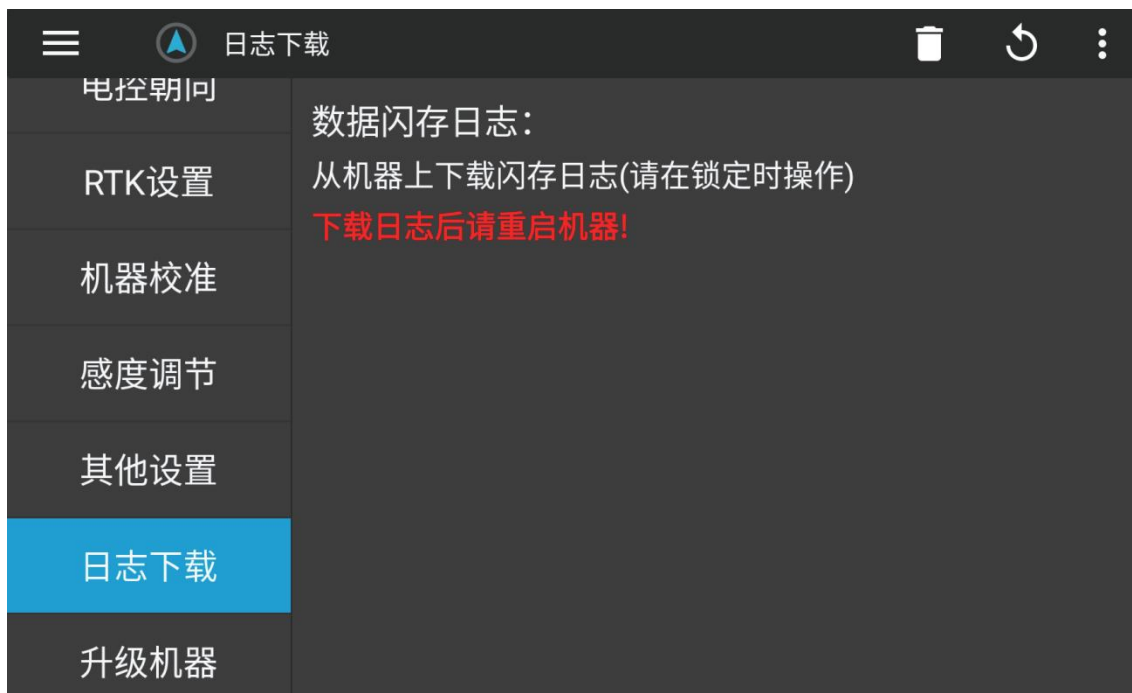 日志下载
电控朝向
RTK设置
机器校准
感度调节
其他设置
日志下载
升级机器
数据闪存日志:
从机器上下载闪存日志(请在锁定时操作)
下载日志后请重启机器!